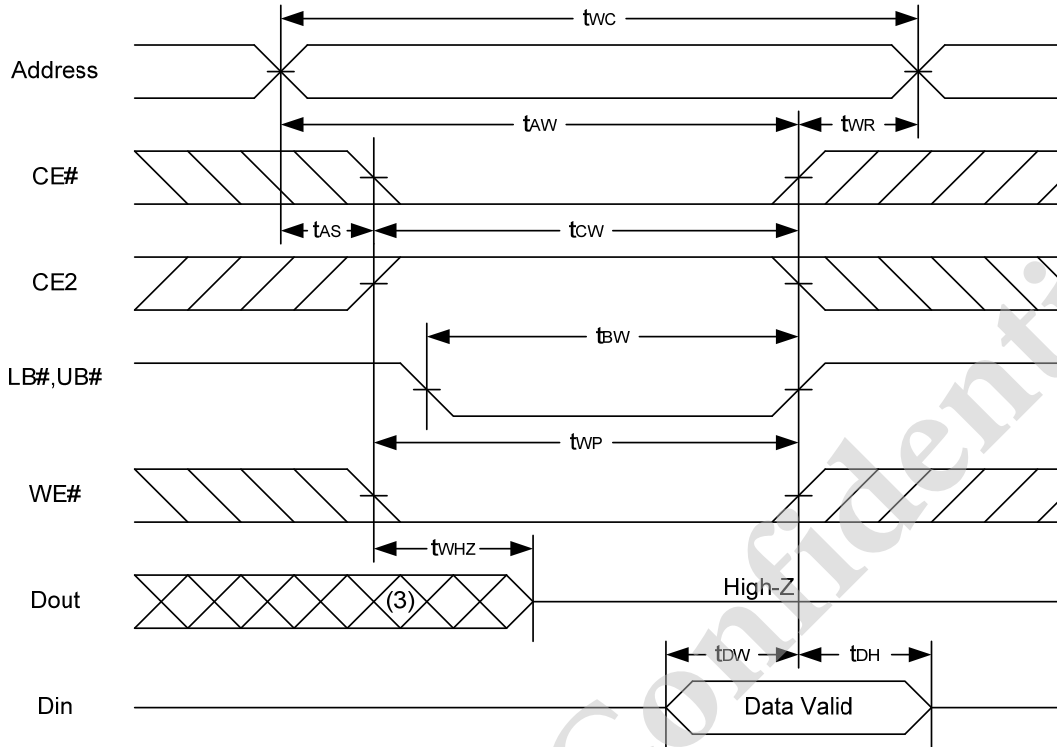 tWC
Address
tAW
tWR
CE#
tAS
tCW
CE2
tBW
LB#,UB#
tWP
WE#
tWHZ
Dout
(3)
High-Z
tDW
tDH
Din
Data Valid
Confidenti